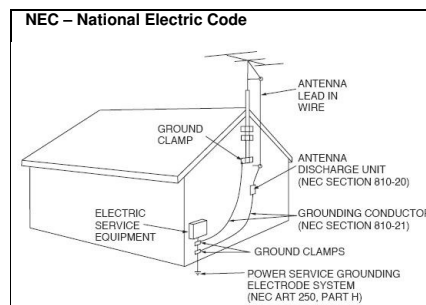 NEC – National Electric Code
ANTENNA
LEAD IN
WIRE
GROUND
CLAMP
ANTENNA
DISCHARGE UNIT
(NEC SECTION 810-20)
ELECTRIC
SERVICE
EQUIPMENT
GROUNDING CONDUCTO
(NEC SECTION 810-21)
GROUND CLAMPS
POWER SERVICE GROUNDING
ELECTRODE SYSTEM
(NEC ART 250, PART H)